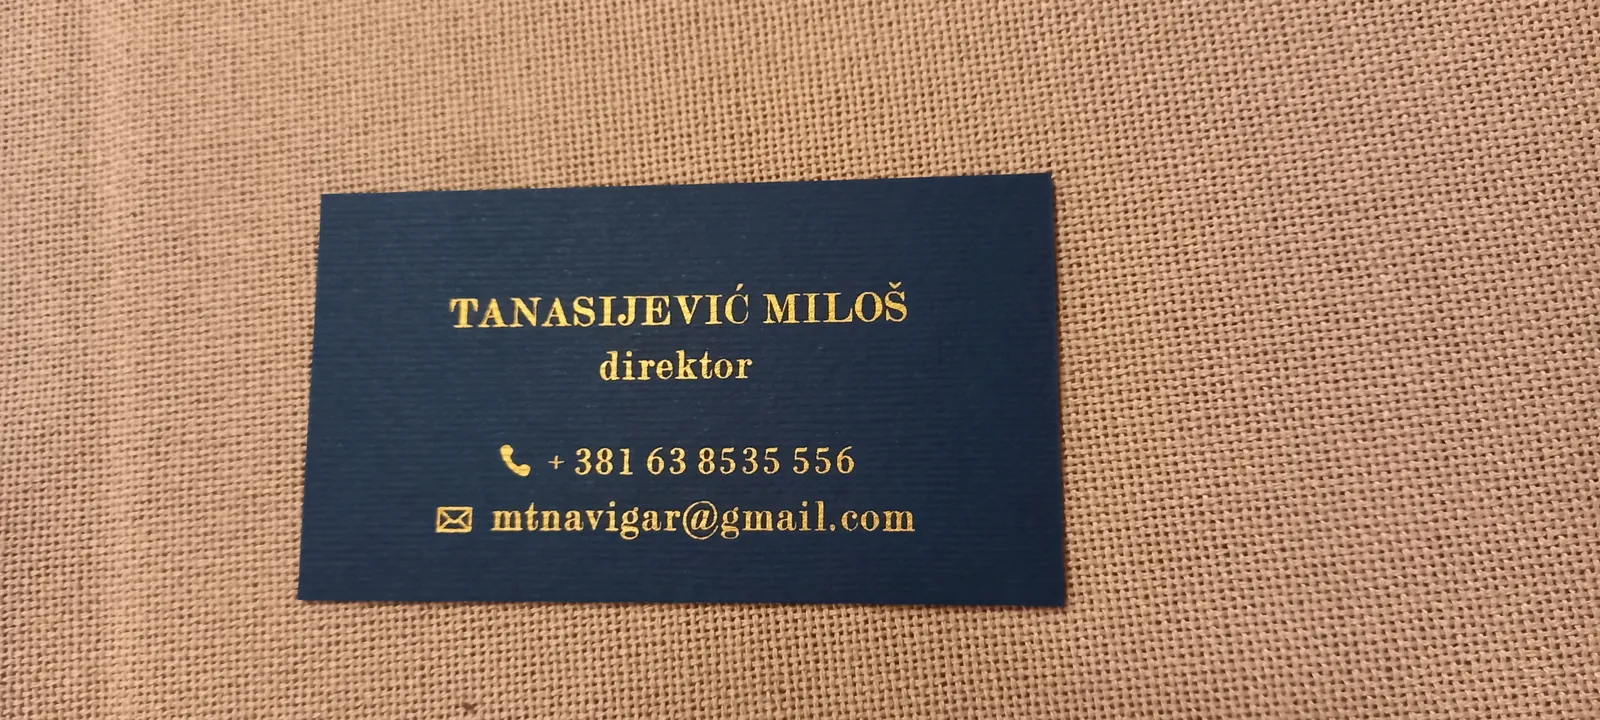 TANASIJEVIĆ MILOŠ
direktor
+ 381 63 8535 556
mtnavigar@gmail.com